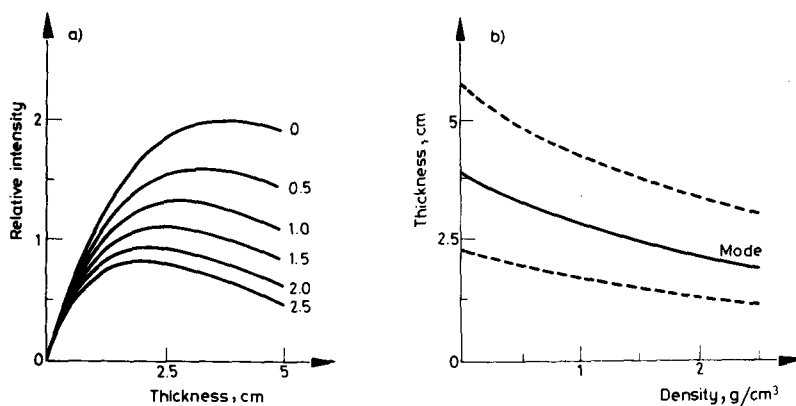 a)
Relative intensity
2
1
0
0
0.5
1.0
1.5
2.0
2.5
2.5
5
Thickness, cm
b)
Thickness, cm
5
2.5
0
Mode
1
2
Density, g/cm³